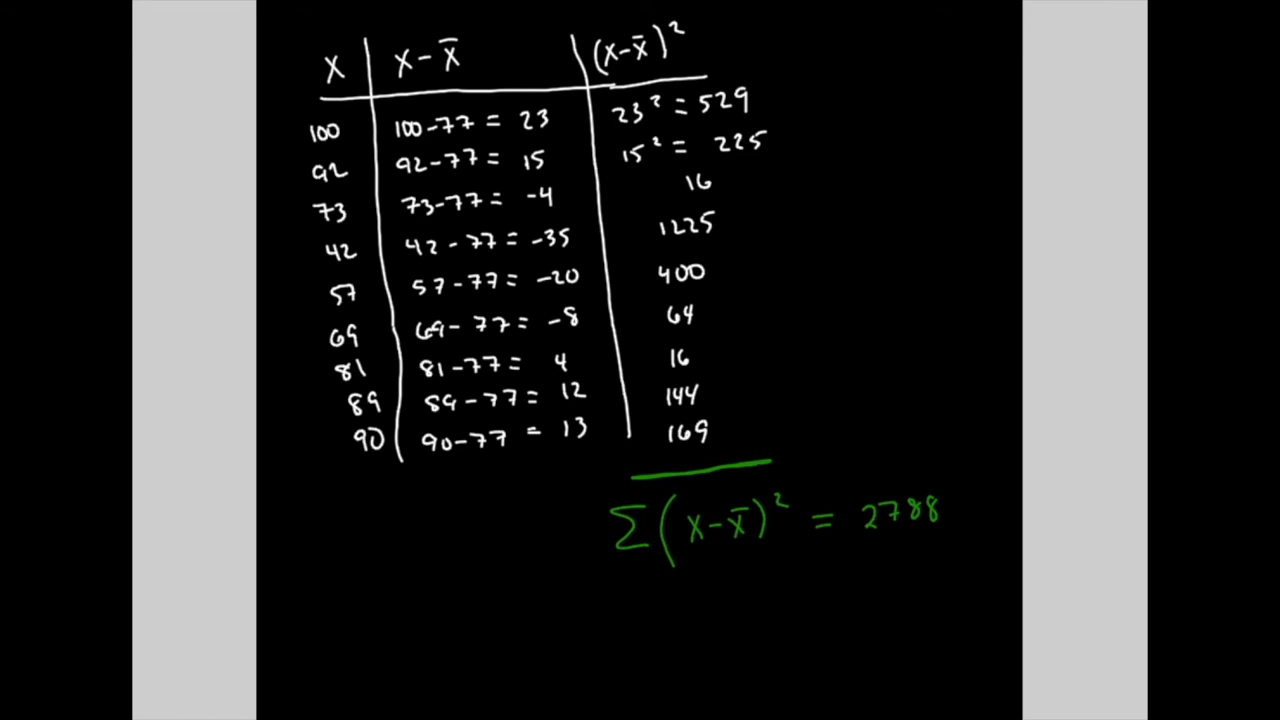 X X - X̄ (X-X̄)²
100 100-77 = 23 23² = 529
92 92-77 = 15 15² = 225
73 73-77 = -4 16
42 42-77 = -35 1225
57 57-77 = -20 400
69 69-77 = -8 64
81 81-77 = 4 16
89 89-77 = 12 144
90 90-77 = 13 169
Σ(X-X̄)² = 2788